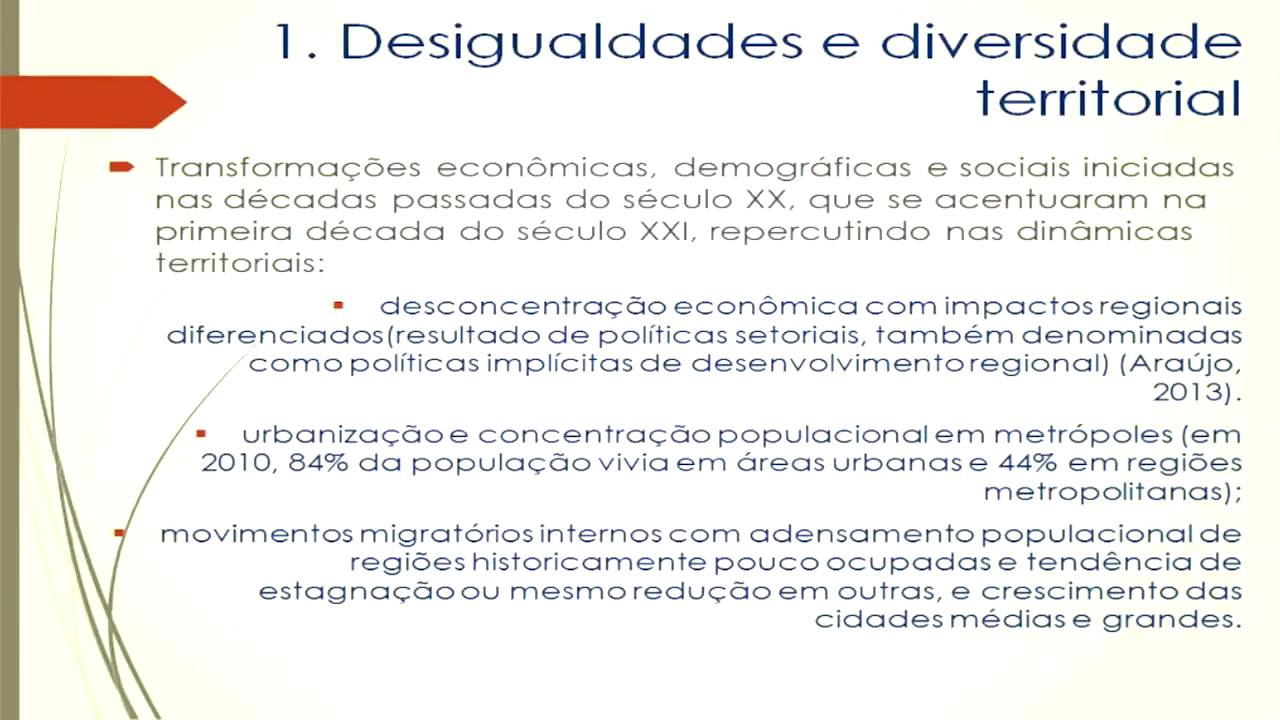 1. Desigualdades e diversidade
territorial
Transformações econômicas, demográficas e sociais iniciadas
nas décadas passadas do século XX, que se acentuaram na
primeira década do século XXI, repercutindo nas dinâmicas
territoriais:
desconcentração econômica com impactos regionais
diferenciados(resultado de políticas setoriais, também denominadas
como políticas implícitas de desenvolvimento regional) (Araújo,
2013).
urbanização e concentração populacional em metrópoles (em
2010, 84% da população vivia em áreas urbanas e 44% em regiões
metropolitanas);
movimentos migratórios internos com adensamento populacional de
regiões historicamente pouco ocupadas e tendência de
estagnação ou mesmo redução em outras, e crescimento das
cidades médias e grandes.